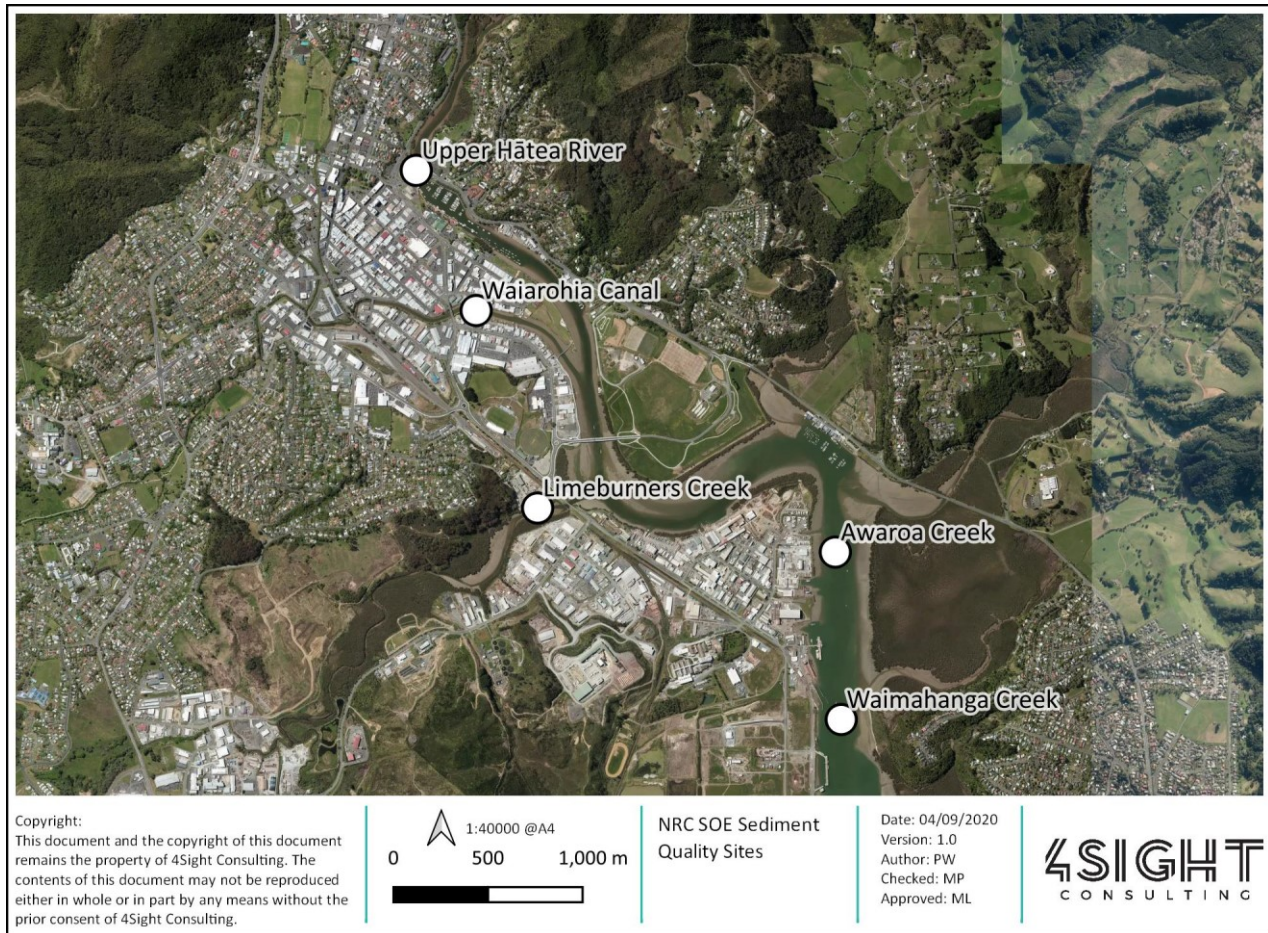 Upper Hātea River
Waiarohia Canal
Limeburners Creek
Awaroa Creek
Waimahanga Creek
Copyright:
This document and the copyright of this document
remains the property of 4Sight Consulting. The
contents of this document may not be reproduced
either in whole or in part by any means without the
prior consent of 4Sight Consulting.
1:40000 @A4
0 500 1,000 m
NRC SOE Sediment
Quality Sites
Date: 04/09/2020
Version: 1.0
Author: PW
Checked: MP
Approved: ML
4SIGHT
CONSULTING